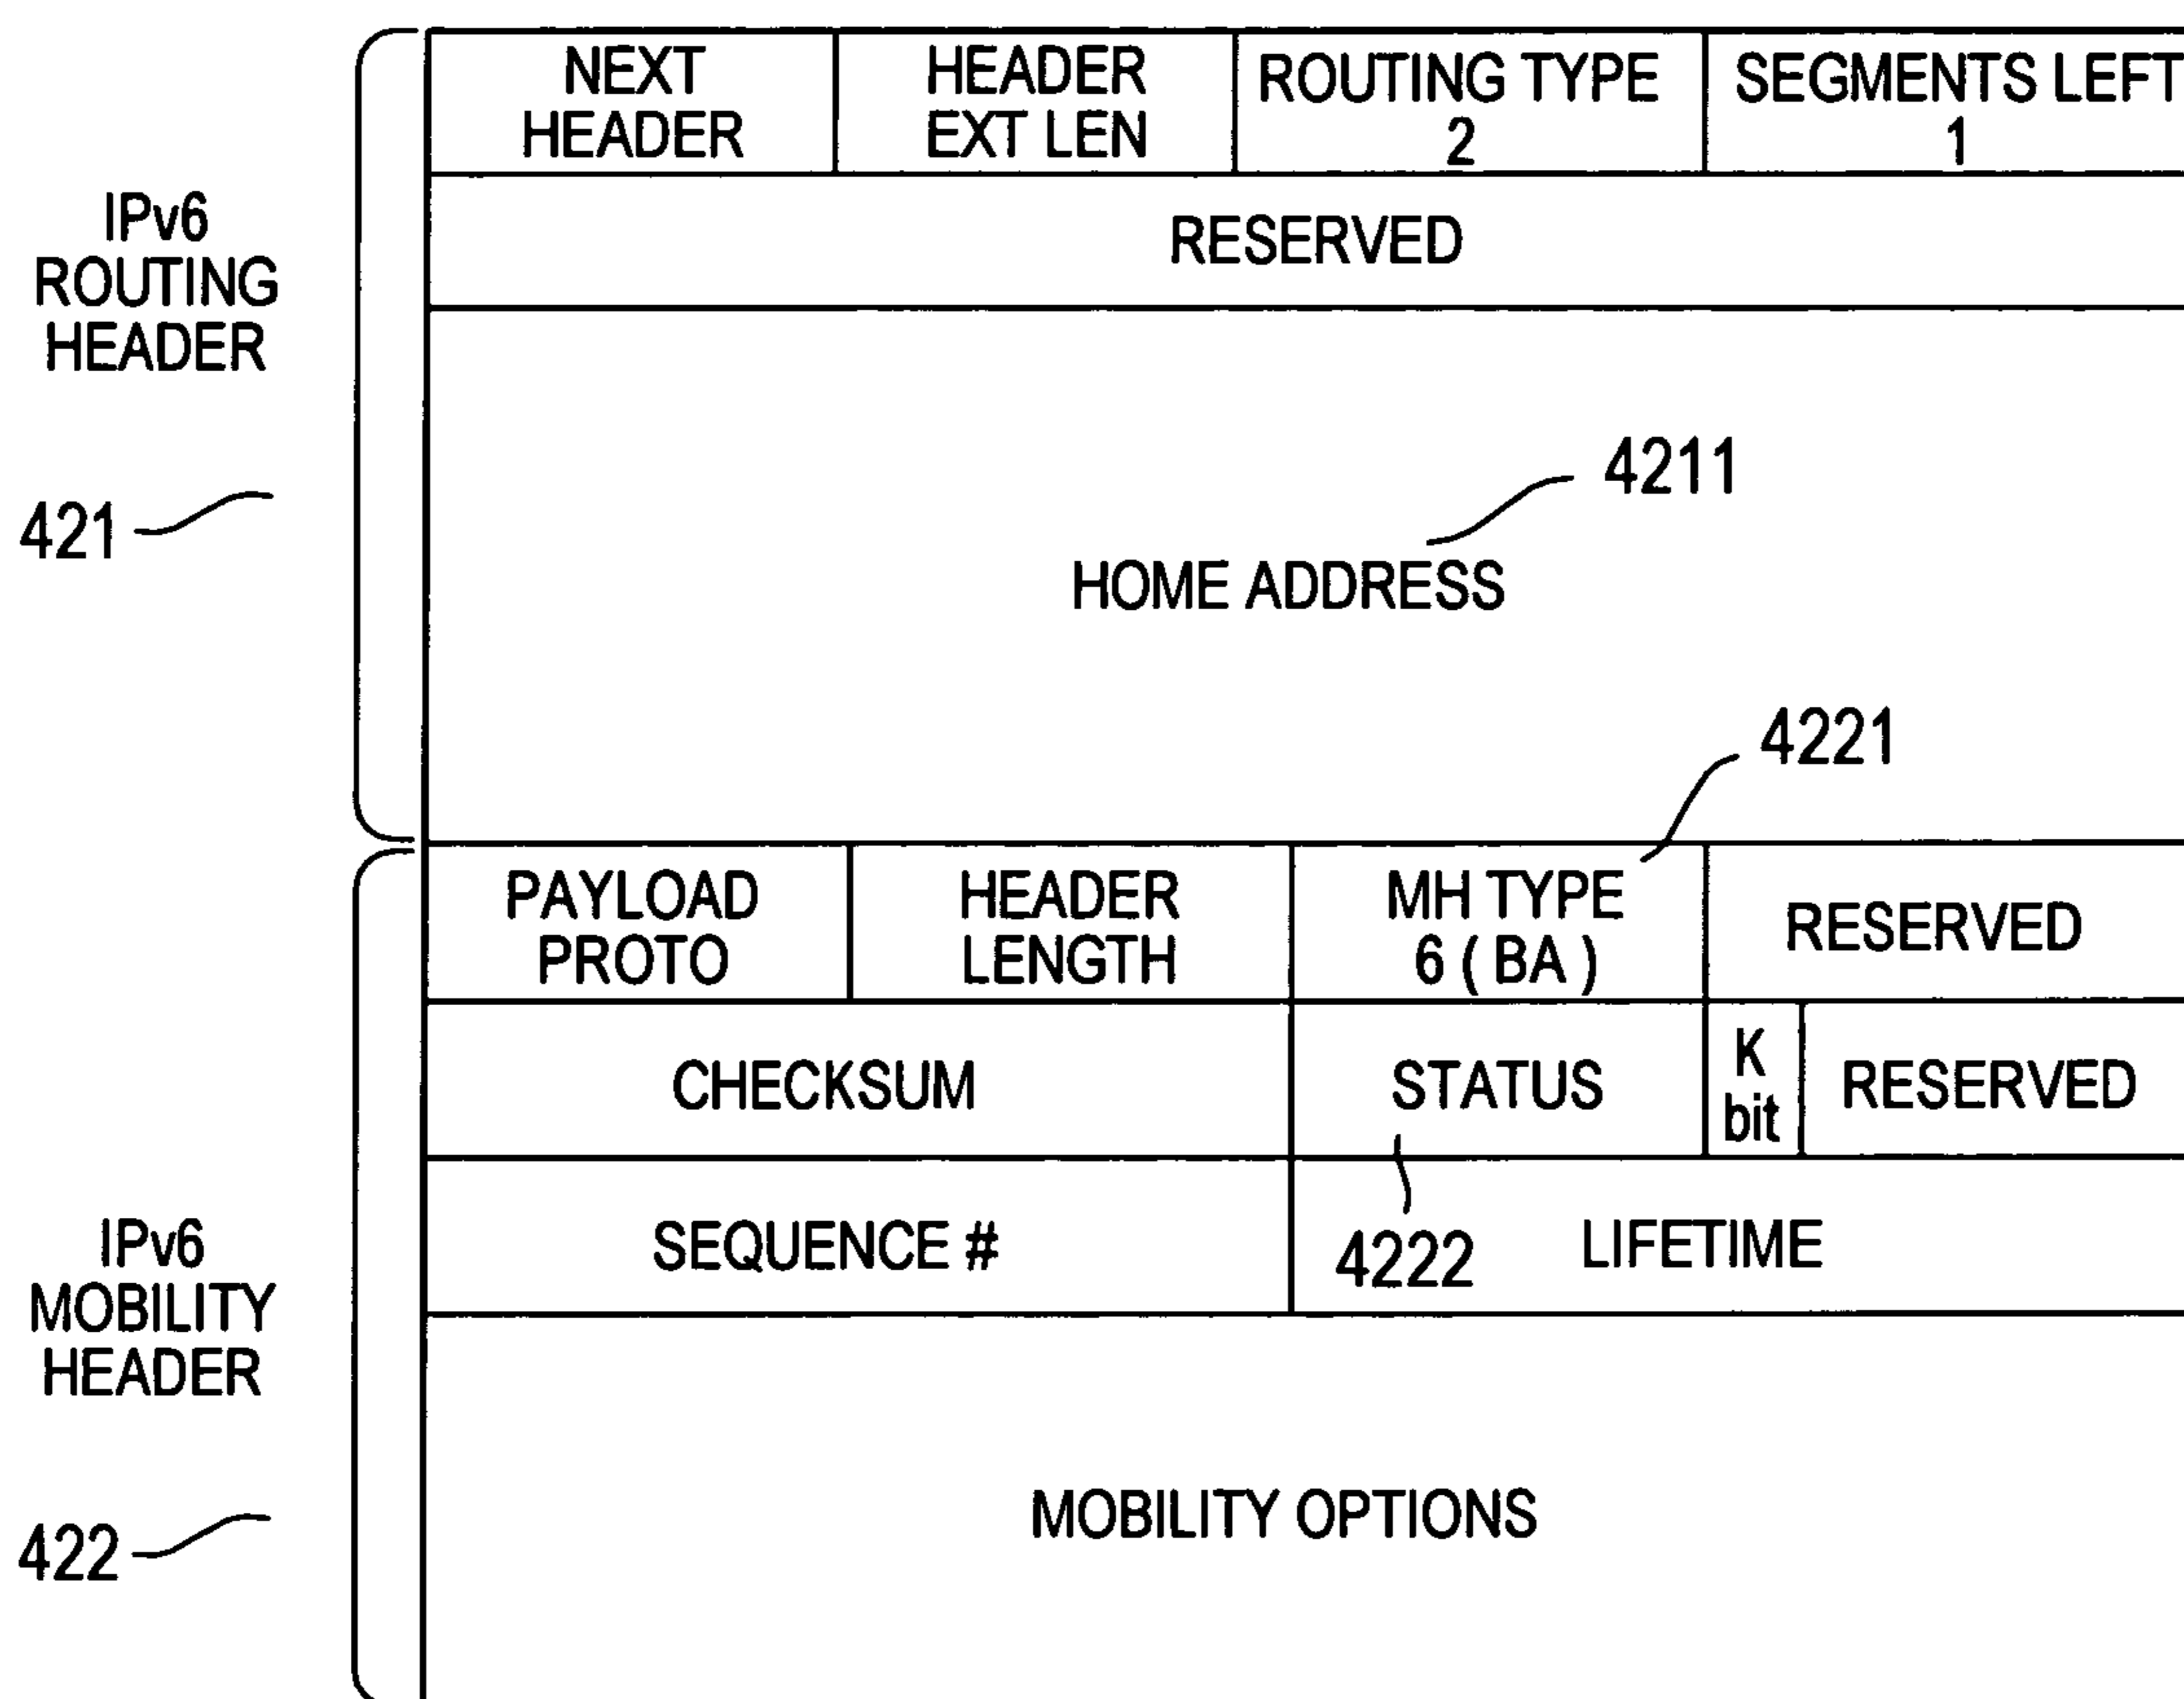 NEXT
HEADER
HEADER
EXT LEN
ROUTING TYPE
2
SEGMENTS LEFT
1
IPv6
ROUTING
HEADER
RESERVED
421
4211
HOME ADDRESS
4221
PAYLOAD
PROTO
HEADER
LENGTH
MH TYPE
6 ( BA )
RESERVED
CHECKSUM
STATUS
K
bit
RESERVED
IPv6
MOBILITY
HEADER
SEQUENCE #
4222
LIFETIME
422
MOBILITY OPTIONS